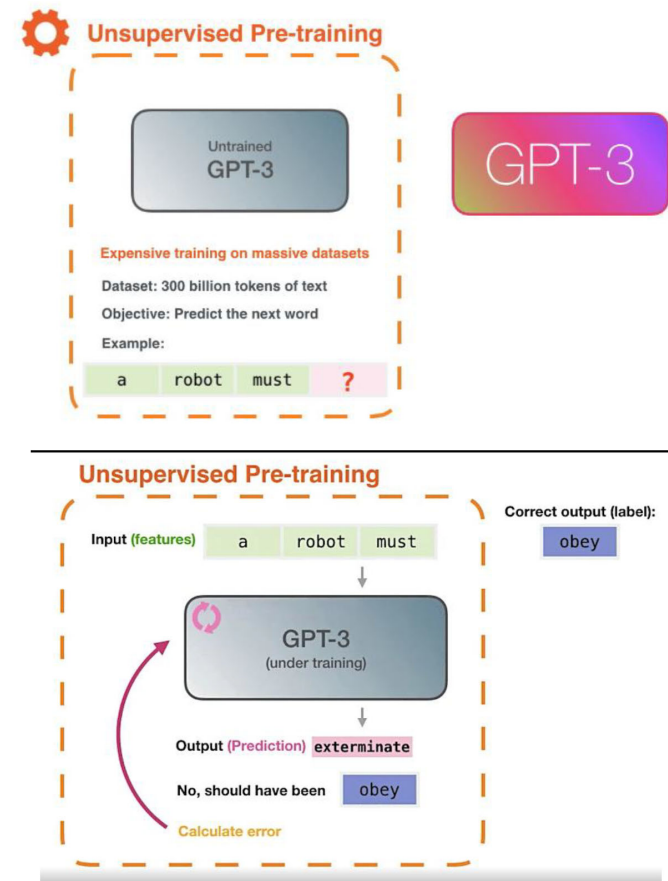 Unsupervised Pre-training
Untrained
GPT-3
GPT-3
Expensive training on massive datasets
Dataset: 300 billion tokens of text
Objective: Predict the next word
Example:
a robot must ?
Unsupervised Pre-training
Correct output (label):
Input (features) a robot must
obey
GPT-3
(under training)
Output (Prediction) exterminate
No, should have been obey
Calculate error